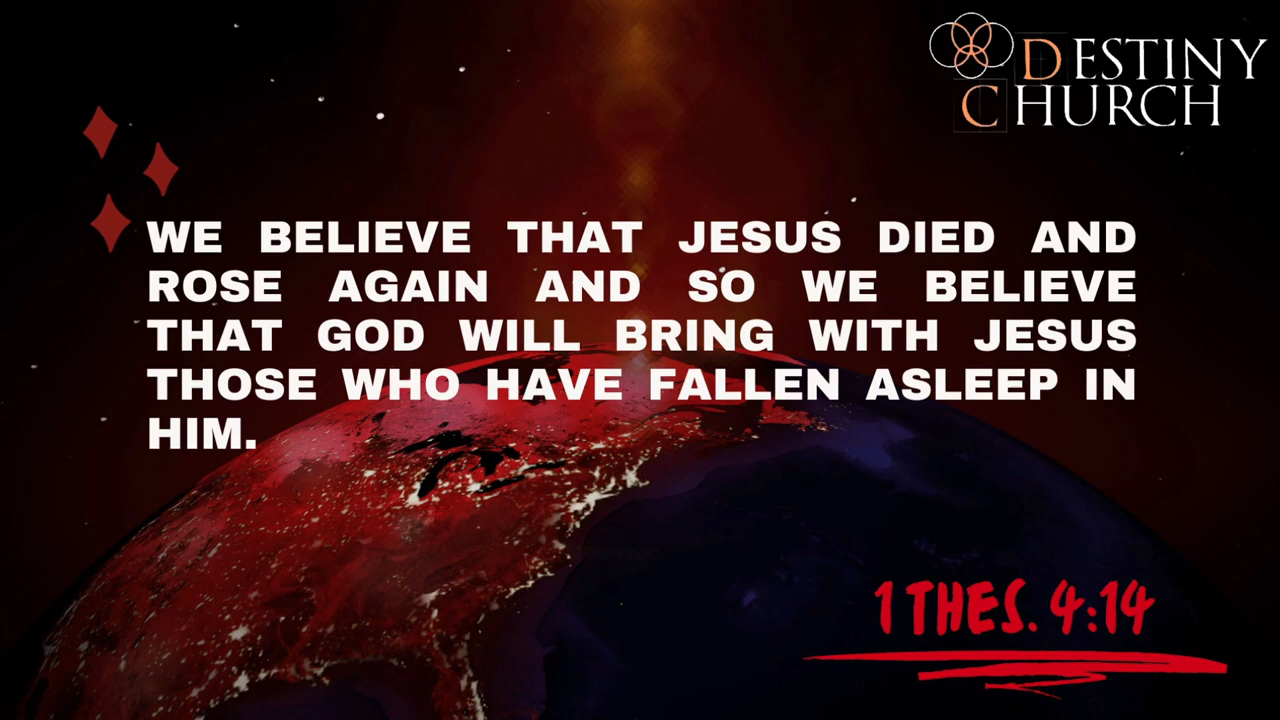 DESTINY
CHURCH
WE BELIEVE THAT JESUS DIED AND
ROSE AGAIN AND SO WE BELIEVE
THAT GOD WILL BRING WITH JESUS
THOSE WHO HAVE FALLEN ASLEEP IN
HIM.
1 THES. 4:14